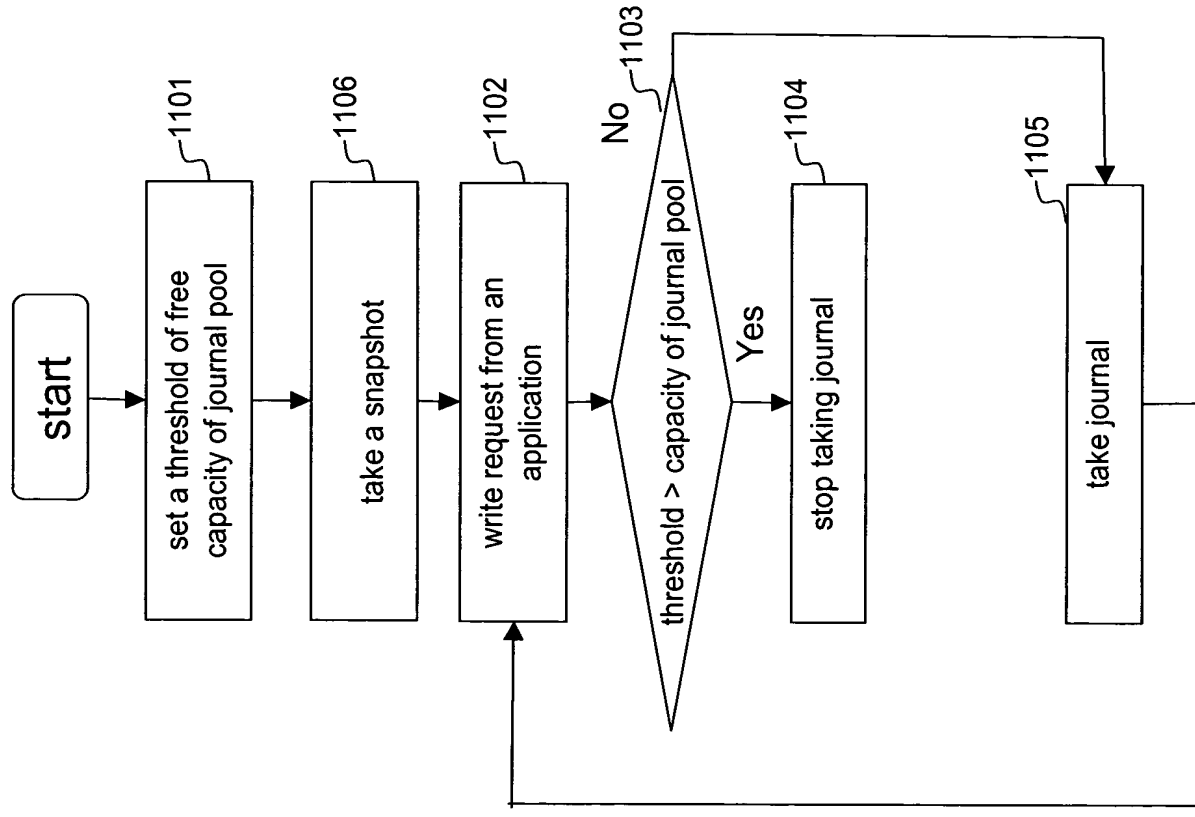 start
set a threshold of free
capacity of journal pool
1101
take a snapshot
1106
write request from an
application
1102
threshold > capacity of journal pool
1103
No
Yes
stop taking journal
1104
take journal
1105